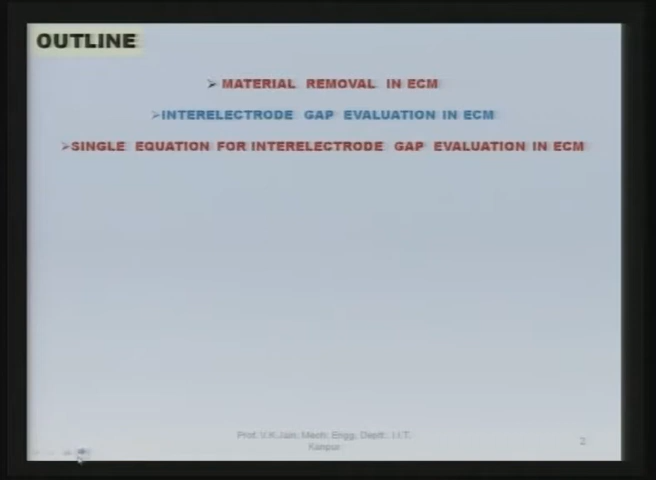 OUTLINE
➢ MATERIAL REMOVAL IN ECM
➢INTERELECTRODE GAP EVALUATION IN ECM
➢SINGLE EQUATION FOR INTERELECTRODE GAP EVALUATION IN ECM
Prof. V.K.Jain, Mech. Engg. Deptt., I.I.T.
Kanpur
2